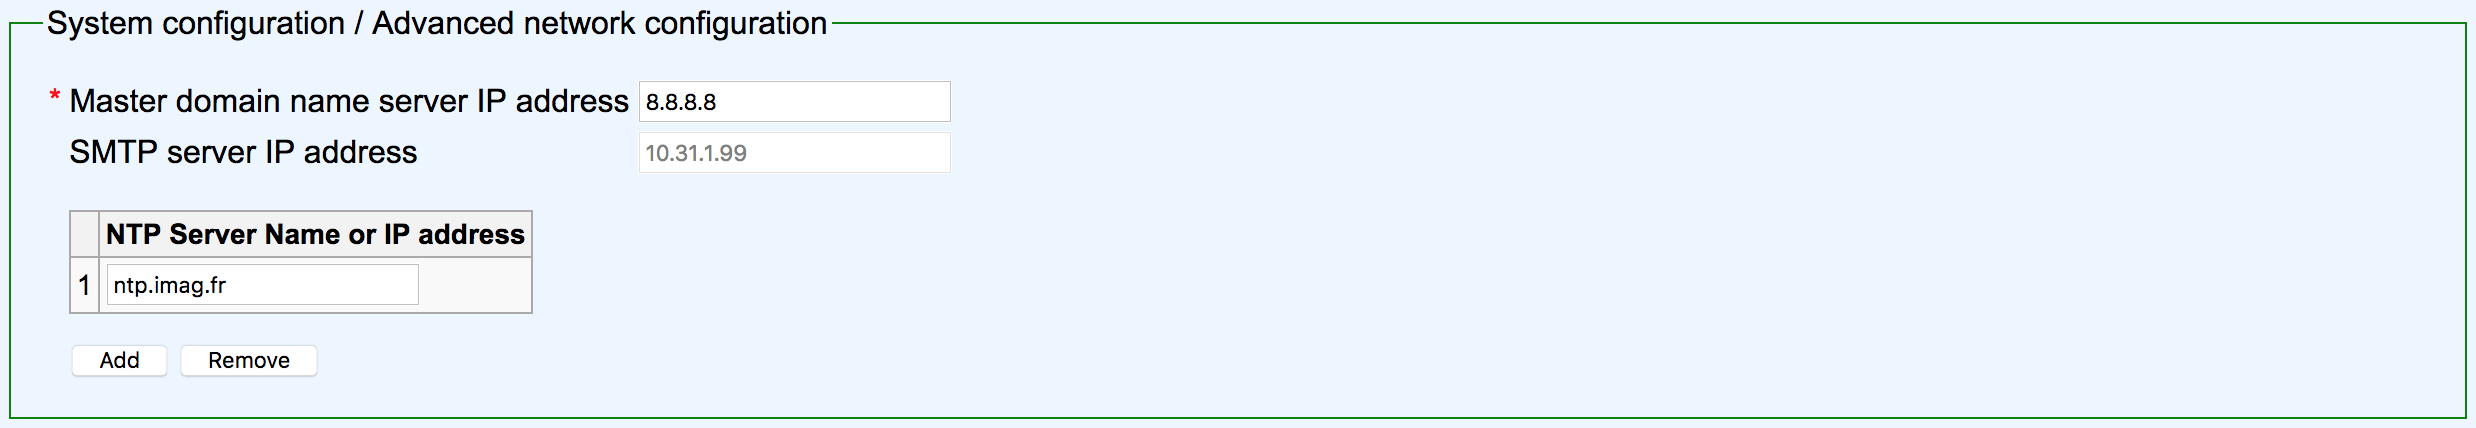 System configuration / Advanced network configuration
* Master domain name server IP address 8.8.8.8
SMTP server IP address 10.31.1.99
NTP Server Name or IP address
1 ntp.imag.fr
Add Remove